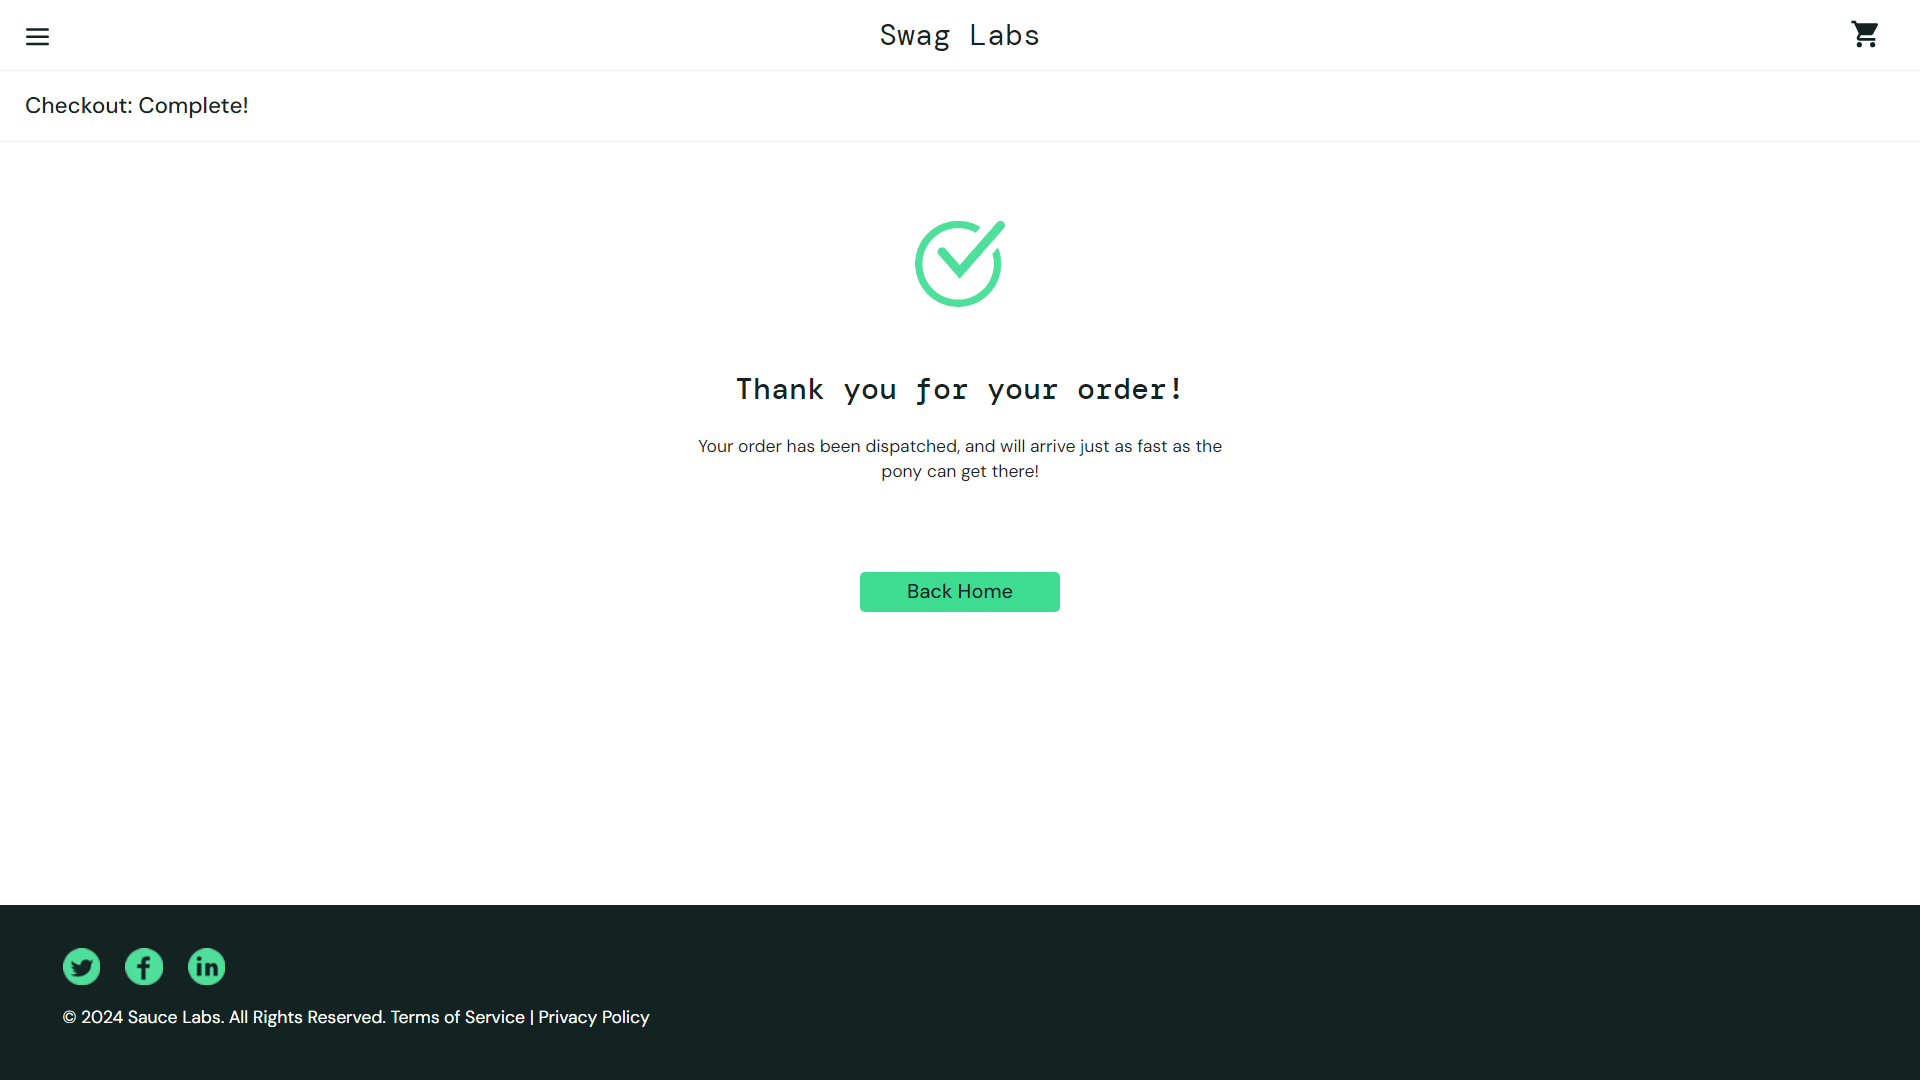 Swag Labs
Checkout: Complete!
Thank you for your order!
Your order has been dispatched, and will arrive just as fast as the
pony can get there!
Back Home
© 2024 Sauce Labs. All Rights Reserved. Terms of Service | Privacy Policy